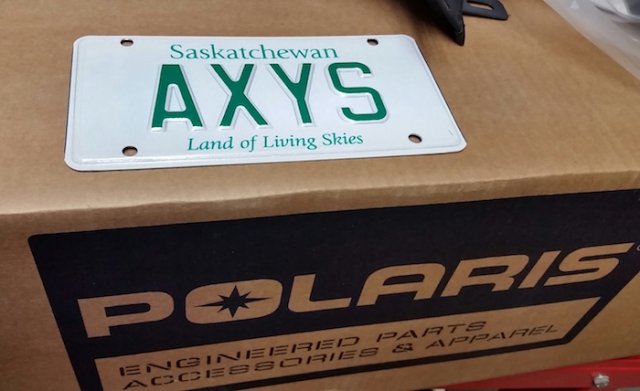 Saskatchewan
AXYS
Land of Living Skies
POLARIS
ENGINEERED PARTS
ACCESSORIES & APPAREL